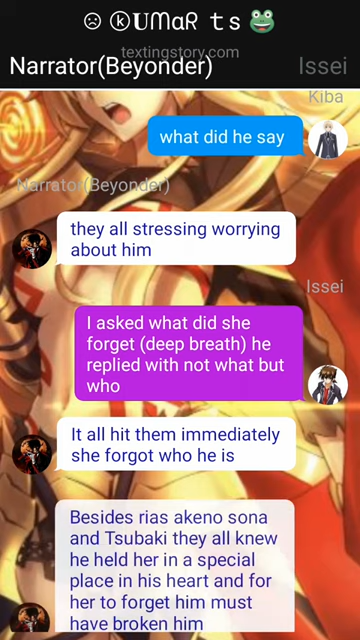 ☹ Ⓚ𝐔ᑎᗰɑᖇ ｔｓ🐸
textingstory.com
Narrator(Beyonder) Issei
Kiba
what did he say
Narrator(Beyonder)
they all stressing worrying
about him
Issei
I asked what did she
forget (deep breath) he
replied with not what but
who
It all hit them immediately
she forgot who he is
Besides rias akeno sona
and Tsubaki they all knew
he held her in a special
place in his heart and for
her to forget him must
have broken him